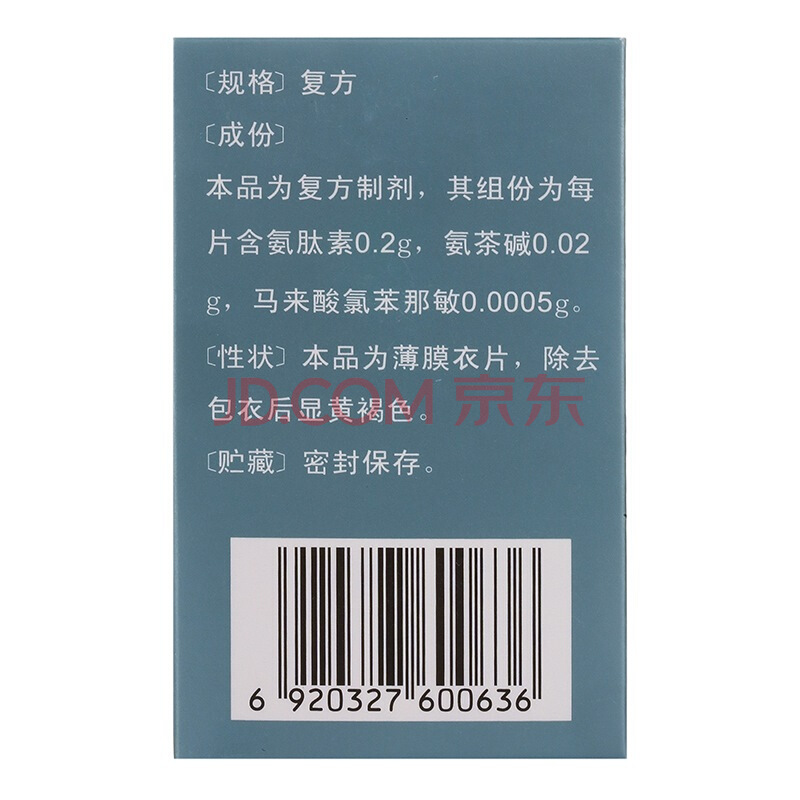 〔规格〕复方
〔成份〕
本品为复方制剂，其组份为每
片含氨肽素0.2g，氨茶碱0.02
g，马来酸氯苯那敏0.0005g。
〔性状〕本品为薄膜衣片，除去
JD.COM 京东
包衣后显黄褐色。
〔贮藏〕密封保存。
6 920327 600636